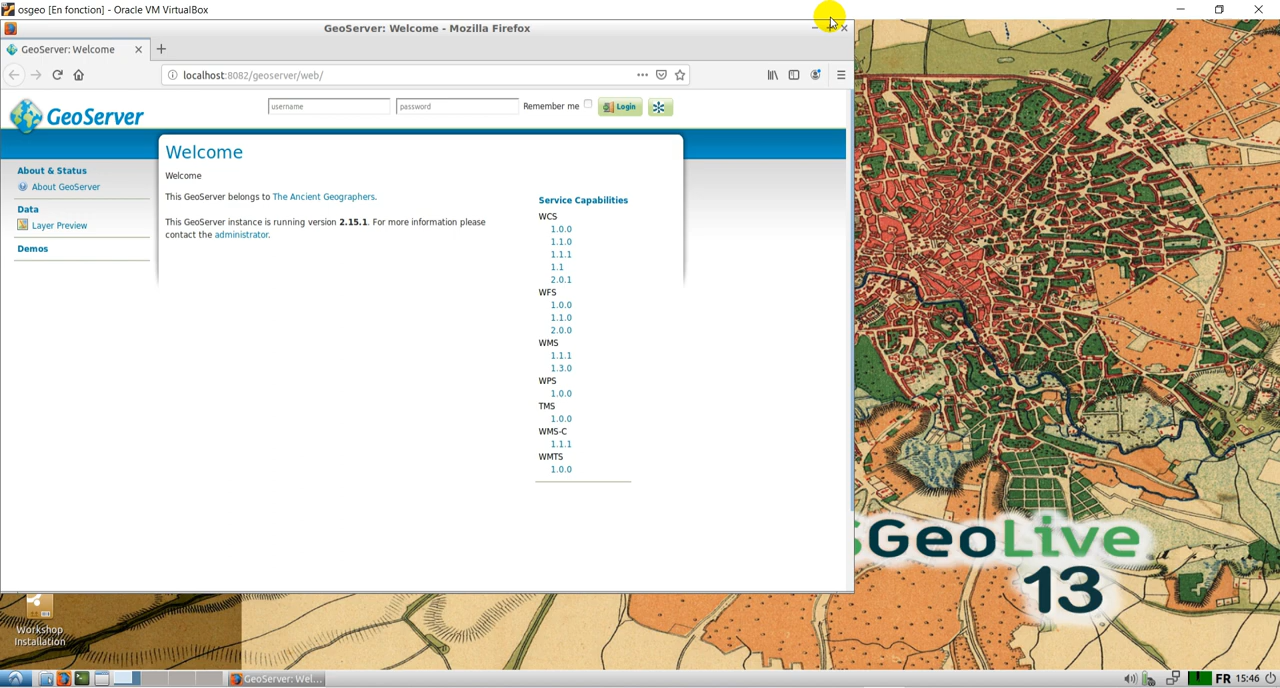 osgeo [En fonction] - Oracle VM VirtualBox
GeoServer: Welcome - Mozilla Firefox
GeoServer: Welcome
localhost:8082/geoserver/web/
GeoServer
username
password
Remember me
Login
About & Status
About GeoServer
Data
Layer Preview
Demos
Welcome
Welcome
This GeoServer belongs to The Ancient Geographers.
This GeoServer instance is running version 2.15.1. For more information please
contact the administrator.
Service Capabilities
WCS
1.0.0
1.1.0
1.1.1
1.1
2.0.1
WFS
1.0.0
1.1.0
2.0.0
WMS
1.1.1
1.3.0
WPS
1.0.0
TMS
1.0.0
WMS-C
1.1.1
WMTS
1.0.0
SGeoLive
13
Workshop
Installation
GeoServer: Wel...
FR 15:46